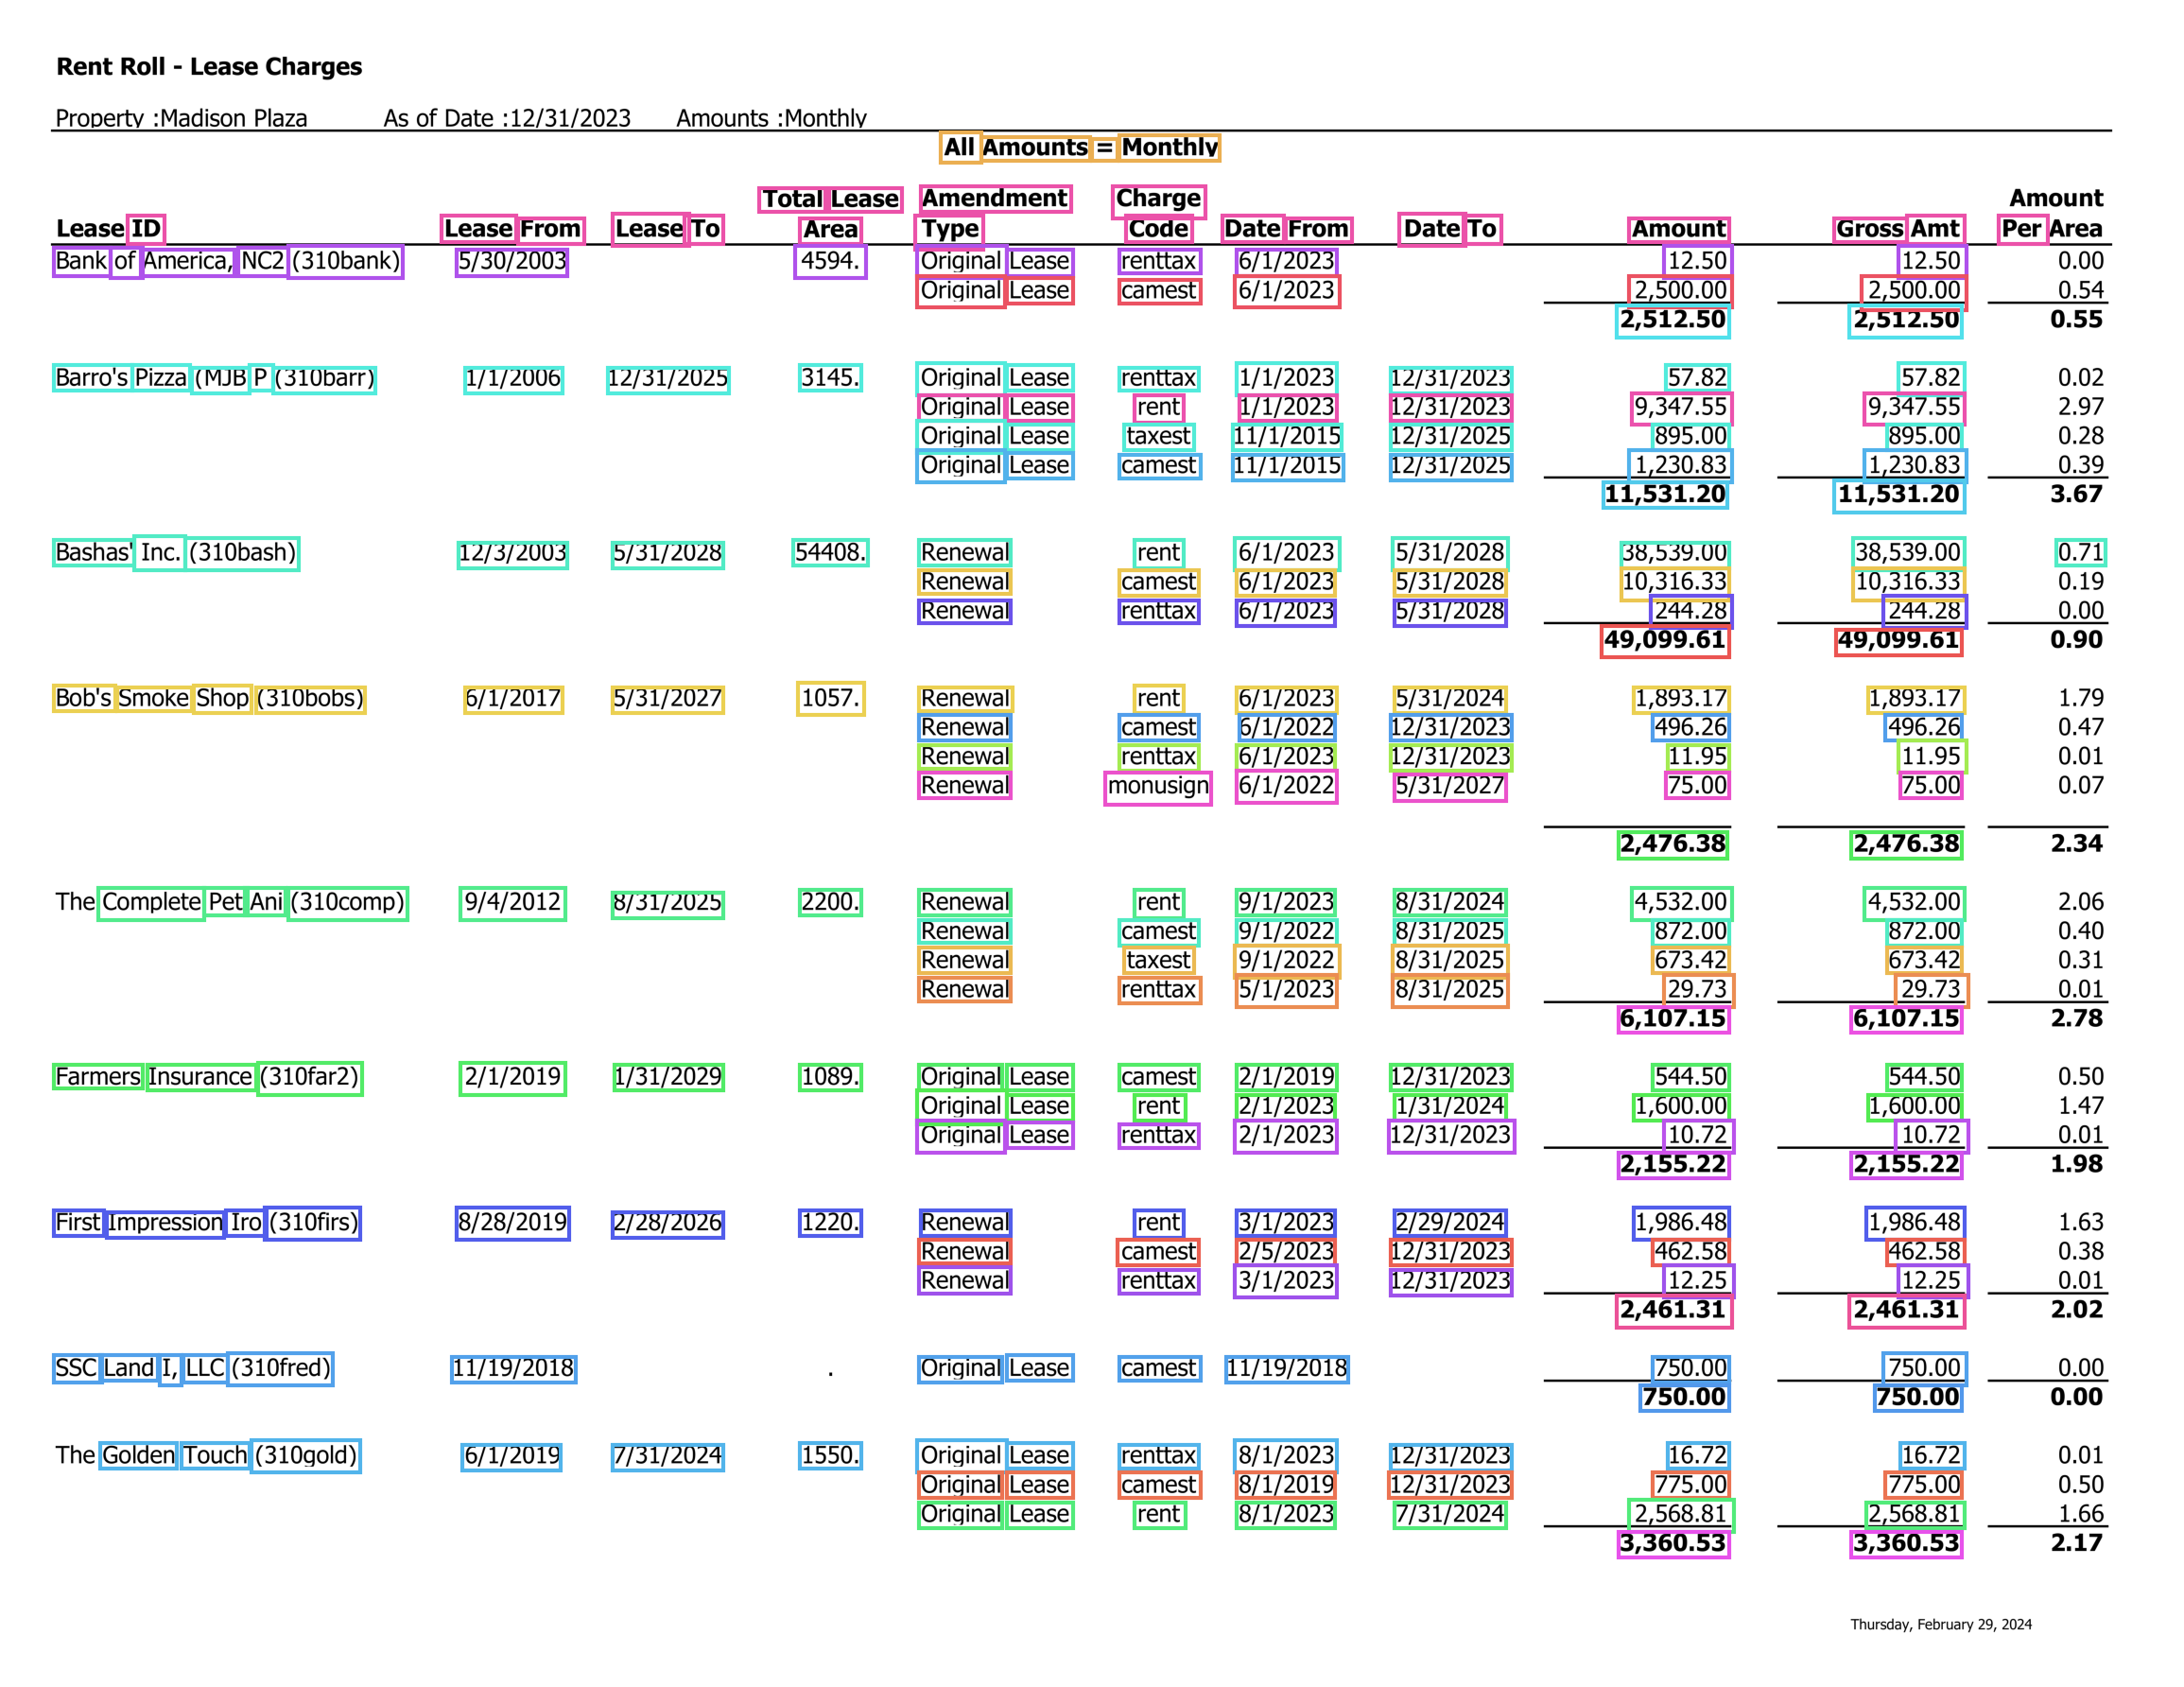 Rent Roll - Lease Charges
Property :Madison Plaza As of Date :12/31/2023 Amounts :Monthly
All Amounts = Monthly
Total Lease Amendment Charge Amount
Lease ID Lease From Lease To Area Type Code Date From Date To Amount Gross Amt Per Area
Bank of America, NC2 (310bank) 5/30/2003 4594. Original Lease renttax 6/1/2023 12.50 12.50 0.00
Original Lease camest 6/1/2023 2,500.00 2,500.00 0.54
2,512.50 2,512.50 0.55
Barro's Pizza (MJB P (310barr) 1/1/2006 12/31/2025 3145. Original Lease renttax 1/1/2023 12/31/2023 57.82 57.82 0.02
Original Lease rent 1/1/2023 12/31/2023 9,347.55 9,347.55 2.97
Original Lease taxest 11/1/2015 12/31/2025 895.00 895.00 0.28
Original Lease camest 11/1/2015 12/31/2025 1,230.83 1,230.83 0.39
11,531.20 11,531.20 3.67
Bashas' Inc. (310bash) 12/3/2003 5/31/2028 54408. Renewal rent 6/1/2023 5/31/2028 38,539.00 38,539.00 0.71
Renewal camest 6/1/2023 5/31/2028 10,316.33 10,316.33 0.19
Renewal renttax 6/1/2023 5/31/2028 244.28 244.28 0.00
49,099.61 49,099.61 0.90
Bob's Smoke Shop (310bobs) 6/1/2017 5/31/2027 1057. Renewal rent 6/1/2023 5/31/2024 1,893.17 1,893.17 1.79
Renewal camest 6/1/2022 12/31/2023 496.26 496.26 0.47
Renewal renttax 6/1/2023 12/31/2023 11.95 11.95 0.01
Renewal monusign 6/1/2022 5/31/2027 75.00 75.00 0.07
2,476.38 2,476.38 2.34
The Complete Pet Ani (310comp) 9/4/2012 8/31/2025 2200. Renewal rent 9/1/2023 8/31/2024 4,532.00 4,532.00 2.06
Renewal camest 9/1/2022 8/31/2025 872.00 872.00 0.40
Renewal taxest 9/1/2022 8/31/2025 673.42 673.42 0.31
Renewal renttax 5/1/2023 8/31/2025 29.73 29.73 0.01
6,107.15 6,107.15 2.78
Farmers Insurance (310far2) 2/1/2019 1/31/2029 1089. Original Lease camest 2/1/2019 12/31/2023 544.50 544.50 0.50
Original Lease rent 2/1/2023 1/31/2024 1,600.00 1,600.00 1.47
Original Lease renttax 2/1/2023 12/31/2023 10.72 10.72 0.01
2,155.22 2,155.22 1.98
First Impression Iro (310firs) 8/28/2019 2/28/2026 1220. Renewal rent 3/1/2023 2/29/2024 1,986.48 1,986.48 1.63
Renewal camest 2/5/2023 12/31/2023 462.58 462.58 0.38
Renewal renttax 3/1/2023 12/31/2023 12.25 12.25 0.01
2,461.31 2,461.31 2.02
SSC Land I, LLC (310fred) 11/19/2018 . Original Lease camest 11/19/2018 750.00 750.00 0.00
750.00 750.00 0.00
The Golden Touch (310gold) 6/1/2019 7/31/2024 1550. Original Lease renttax 8/1/2023 12/31/2023 16.72 16.72 0.01
Original Lease camest 8/1/2019 12/31/2023 775.00 775.00 0.50
Original Lease rent 8/1/2023 7/31/2024 2,568.81 2,568.81 1.66
3,360.53 3,360.53 2.17
Thursday, February 29, 2024